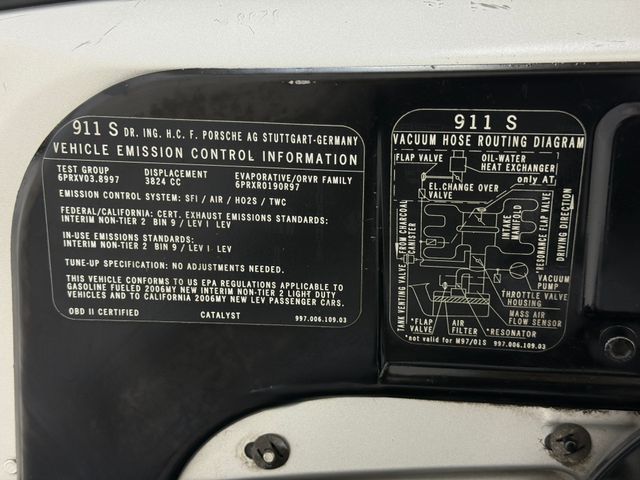 911 S DR. ING. H.C. F. PORSCHE AG STUTTGART-GERMANY
VEHICLE EMISSION CONTROL INFORMATION
TEST GROUP DISPLACEMENT EVAPORATIVE/ORVR FAMILY
6PRXV03.8997 3824 CC 6PRXR0190R97
EMISSION CONTROL SYSTEM: SFI / AIR / HO2S / TWC
FEDERAL/CALIFORNIA: CERT. EXHAUST EMISSIONS STANDARDS:
INTERIM NON-TIER 2 BIN 9 / LEV I LEV
IN-USE EMISSIONS STANDARDS:
INTERIM NON-TIER 2 BIN 9 / LEV I LEV
TUNE-UP SPECIFICATION: NO ADJUSTMENTS NEEDED.
THIS VEHICLE CONFORMS TO US EPA REGULATIONS APPLICABLE TO
GASOLINE FUELED 2006MY NEW INTERIM NON-TIER 2 LIGHT DUTY
VEHICLES AND TO CALIFORNIA 2006MY NEW LEV PASSENGER CARS.
OBD II CERTIFIED CATALYST 997.006.109.03
911 S
VACUUM HOSE ROUTING DIAGRAM
FLAP VALVE
OIL-WATER
HEAT EXCHANGER
only AT
EL.CHANGE OVER
VALVE
TANK VENTING VALVE
FROM CHARCOAL
CANISTER
INTAKE
MANIFOLD
*RESONANCE FLAP VALVE
DRIVING DIRECTION
VACUUM
PUMP
THROTTLE VALVE
HOUSING
MASS AIR
FLOW SENSOR
*FLAP
VALVE
AIR
FILTER
*RESONATOR
*not valid for M97/01S 997.006.109.03